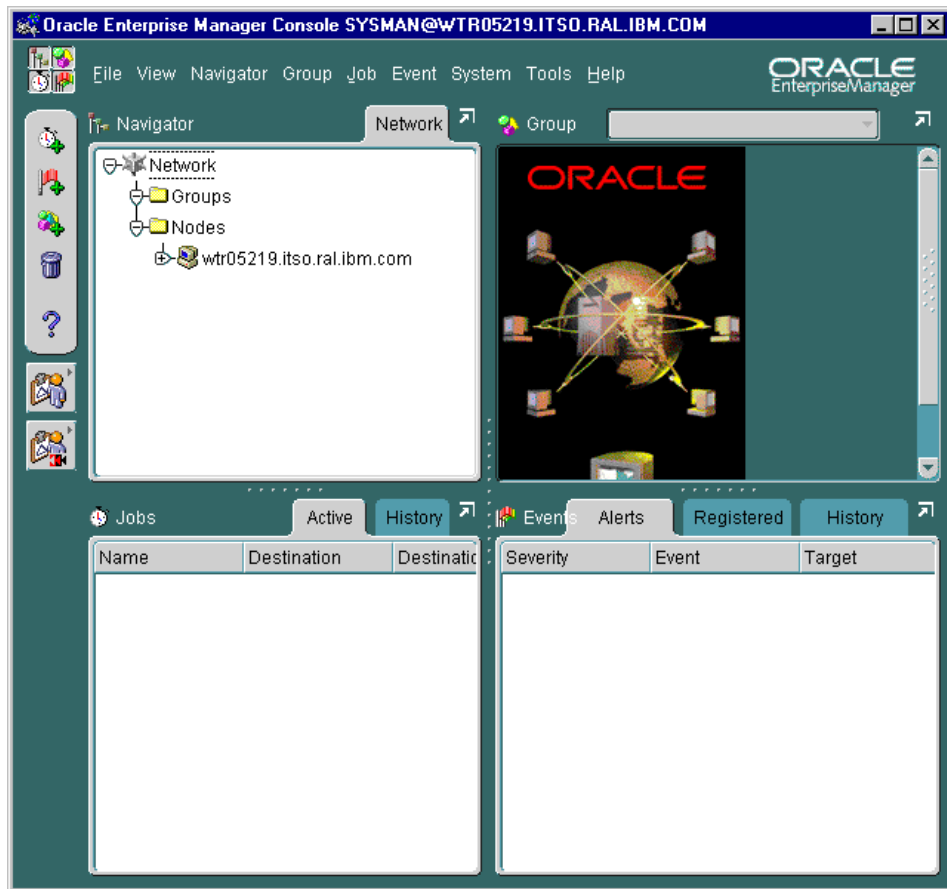 Oracle Enterprise Manager Console SYSMAN@WTR05219.ITSO.RAL.IBM.COM
File View Navigator Group Job Event System Tools Help
ORACLE
EnterpriseManager
Navigator
Network
Group
Network
Groups
Nodes
wtr05219.itso.ral.ibm.com
ORACLE
?
Jobs Active History
Events Alerts Registered History
Name Destination Destinatic
Severity Event Target